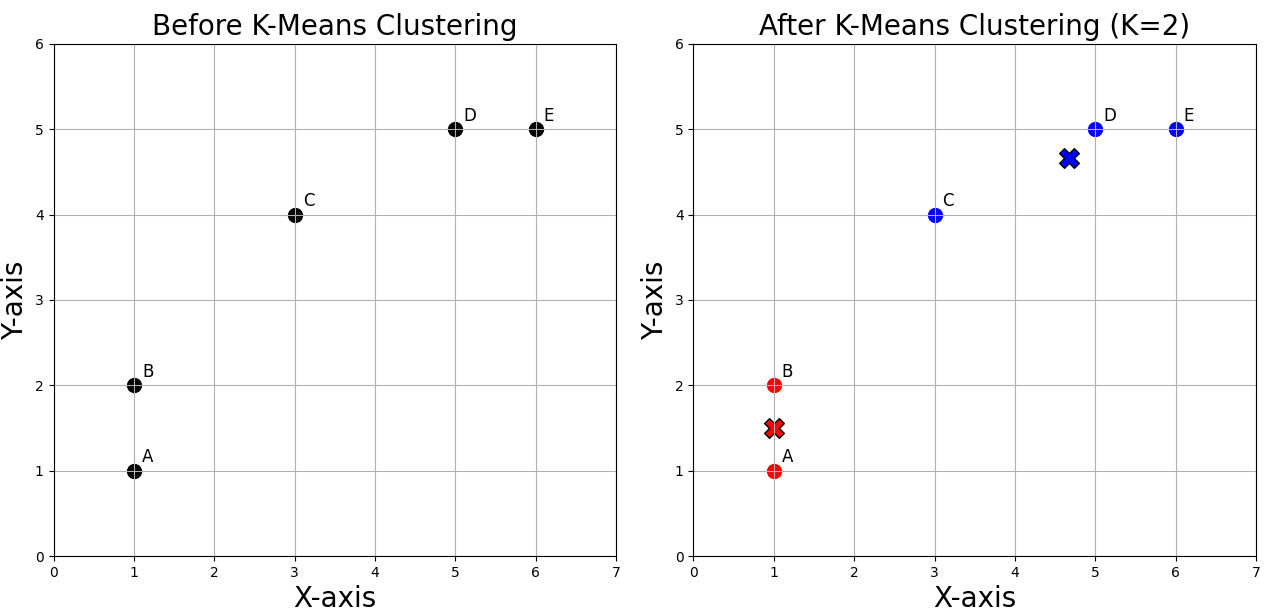 Before K-Means Clustering
6
5
4
3
2
1
0
0 1 2 3 4 5 6 7
Y-axis
X-axis
A
B
C
D
E
After K-Means Clustering (K=2)
6
5
4
3
2
1
0
0 1 2 3 4 5 6 7
Y-axis
X-axis
A
B
C
D
E